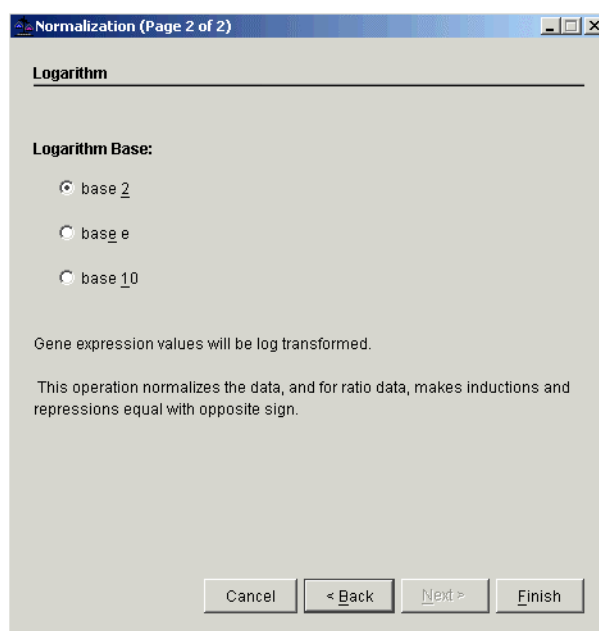 Normalization (Page 2 of 2)
Logarithm
Logarithm Base:
base 2
base e
base 10
Gene expression values will be log transformed.
This operation normalizes the data, and for ratio data, makes inductions and
repressions equal with opposite sign.
Cancel
< Back
Next >
Finish